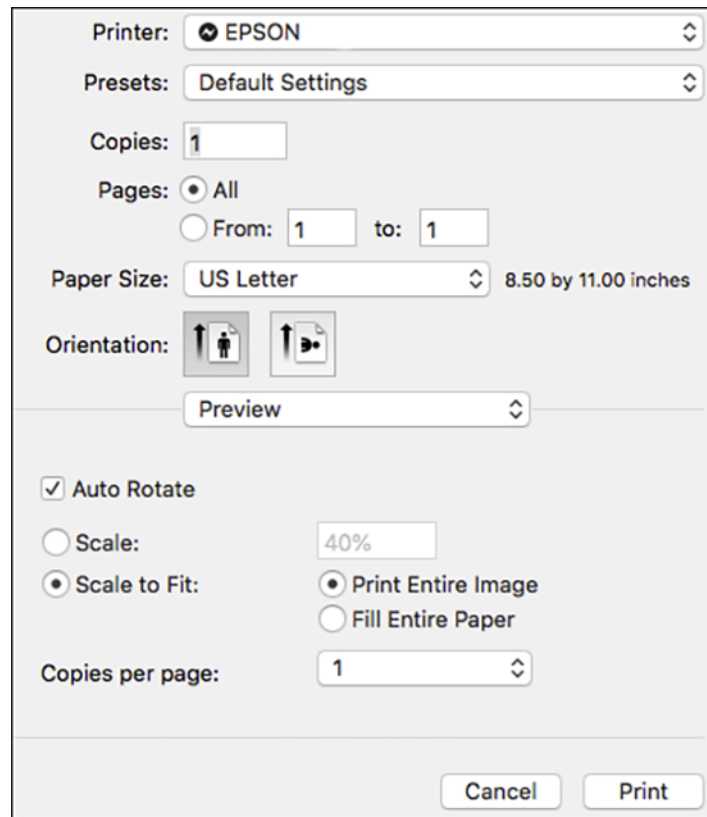 Printer: EPSON
Presets: Default Settings
Copies: 1
Pages: All
From: 1 to: 1
Paper Size: US Letter 8.50 by 11.00 inches
Orientation:
Preview
Auto Rotate
Scale: 40%
Scale to Fit: Print Entire Image
Fill Entire Paper
Copies per page: 1
Cancel Print